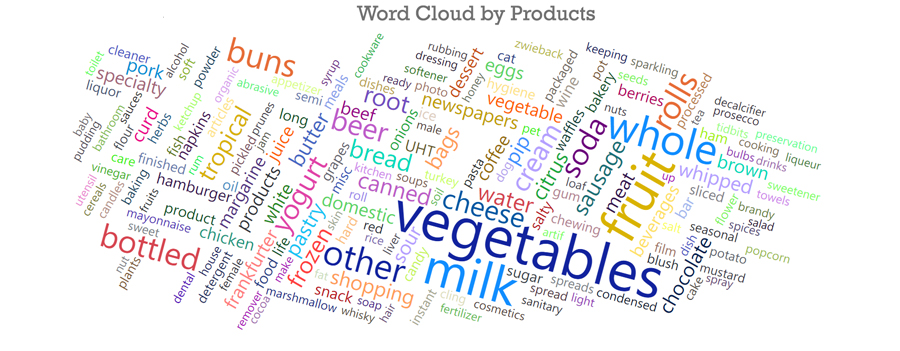 Word Cloud by Products
cookware
rubbing
cat
zwieback
keeping
toilet
cleaner
alcohol
soft
powder
buns
syrup
dressing
dessert
eggs
packaged
pot
sparkling
pork
specialty
organic
appetizer
meals
softener
honey
hygiene
wine
bakery
seeds
rolls
processed
liquor
abrasive
semi
dishes
ready
photo
vegetable
nuts
berries
decalcifier
prosecco
bathroom
sauces
ketchup
articles
prunes
long
root
newspapers
waffles
tea
baby
pudding
flour
curd
herbs
napkins
tropical
pickled
jam
juice
butter
beef
beer
onions
ice
male
bags
coffee
pet
pip
cream
citrus
soda
whole
ham
tidbits
preservation
cooking
fish
rum
margarine
grapes
misc
bread
UHT
pasta
dog
sausage
bulbs
drinks
liqueur
care
finished
vinegar
utensil
cereals
candles
baking
hamburger
oil
products
white
yogurt
kitchen
soups
canned
turkey
water
loaf
gum
meat
fruit
whipped
brown
sweetener
towels
fruits
product
mayonnaise
roll
domestic
soil
cheese
salty
chewing
beverages
bar
sliced
flower
brandy
salad
sweet
bottled
chicken
pastry
skin
hard
red
rice
sour
vegetables
artif
salt
spices
seasonal
nut
plants
house
detergent
female
frankfurter
food
life
frozen
other
liver
candy
milk
film
blush
dish
potato
popcorn
dental
remover
cocoa
make
marshmallow
fat
snack
shopping
soap
whisky
hair
instant
cling
fertilizer
cosmetics
sugar
spread
spreads
light
sanitary
condensed
chocolate
cake
mustard
spray